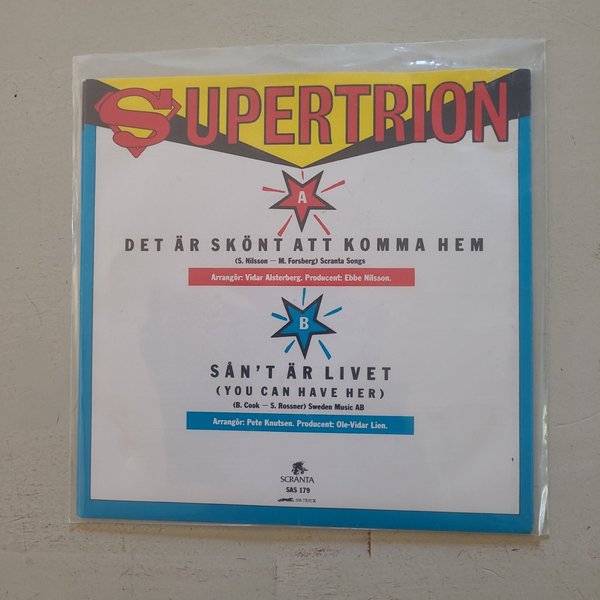 SUPERTRION
A
DET ÄR SKÖNT ATT KOMMA HEM
(S. Nilsson — M. Forsberg) Scranta Songs
Arrangör: Vidar Alsterberg. Producent: Ebbe Nilsson.
B
SÅN'T ÄR LIVET
(YOU CAN HAVE HER)
(B. Cook — S. Rossner) Sweden Music AB
Arrangör: Pete Knutsen. Producent: Ole-Vidar Lien.
SCRANTA
SAS 179